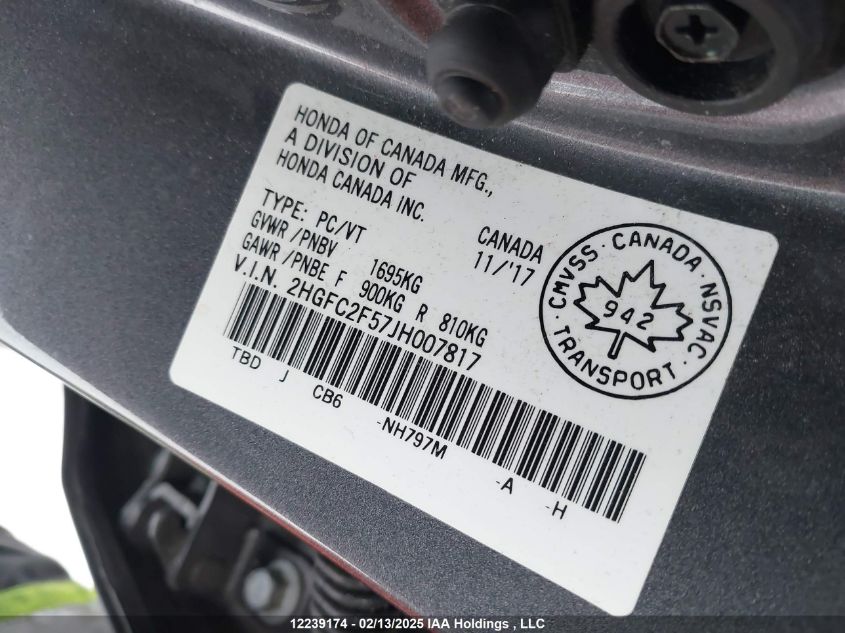 HONDA OF CANADA MFG.,
A DIVISION OF
HONDA CANADA INC.
CANADA
11/'17
TYPE: PC/VT
GVWR/PNBV 1695KG
GAWR/PNBE F 900KG R 810KG
V.I.N. 2HGFC2F57JH007817
TBD J CB6 -NH797M -A -H
CMVSS · CANADA · NSVAC
942
TRANSPORT
12239174 - 02/13/2025 IAA Holdings , LLC